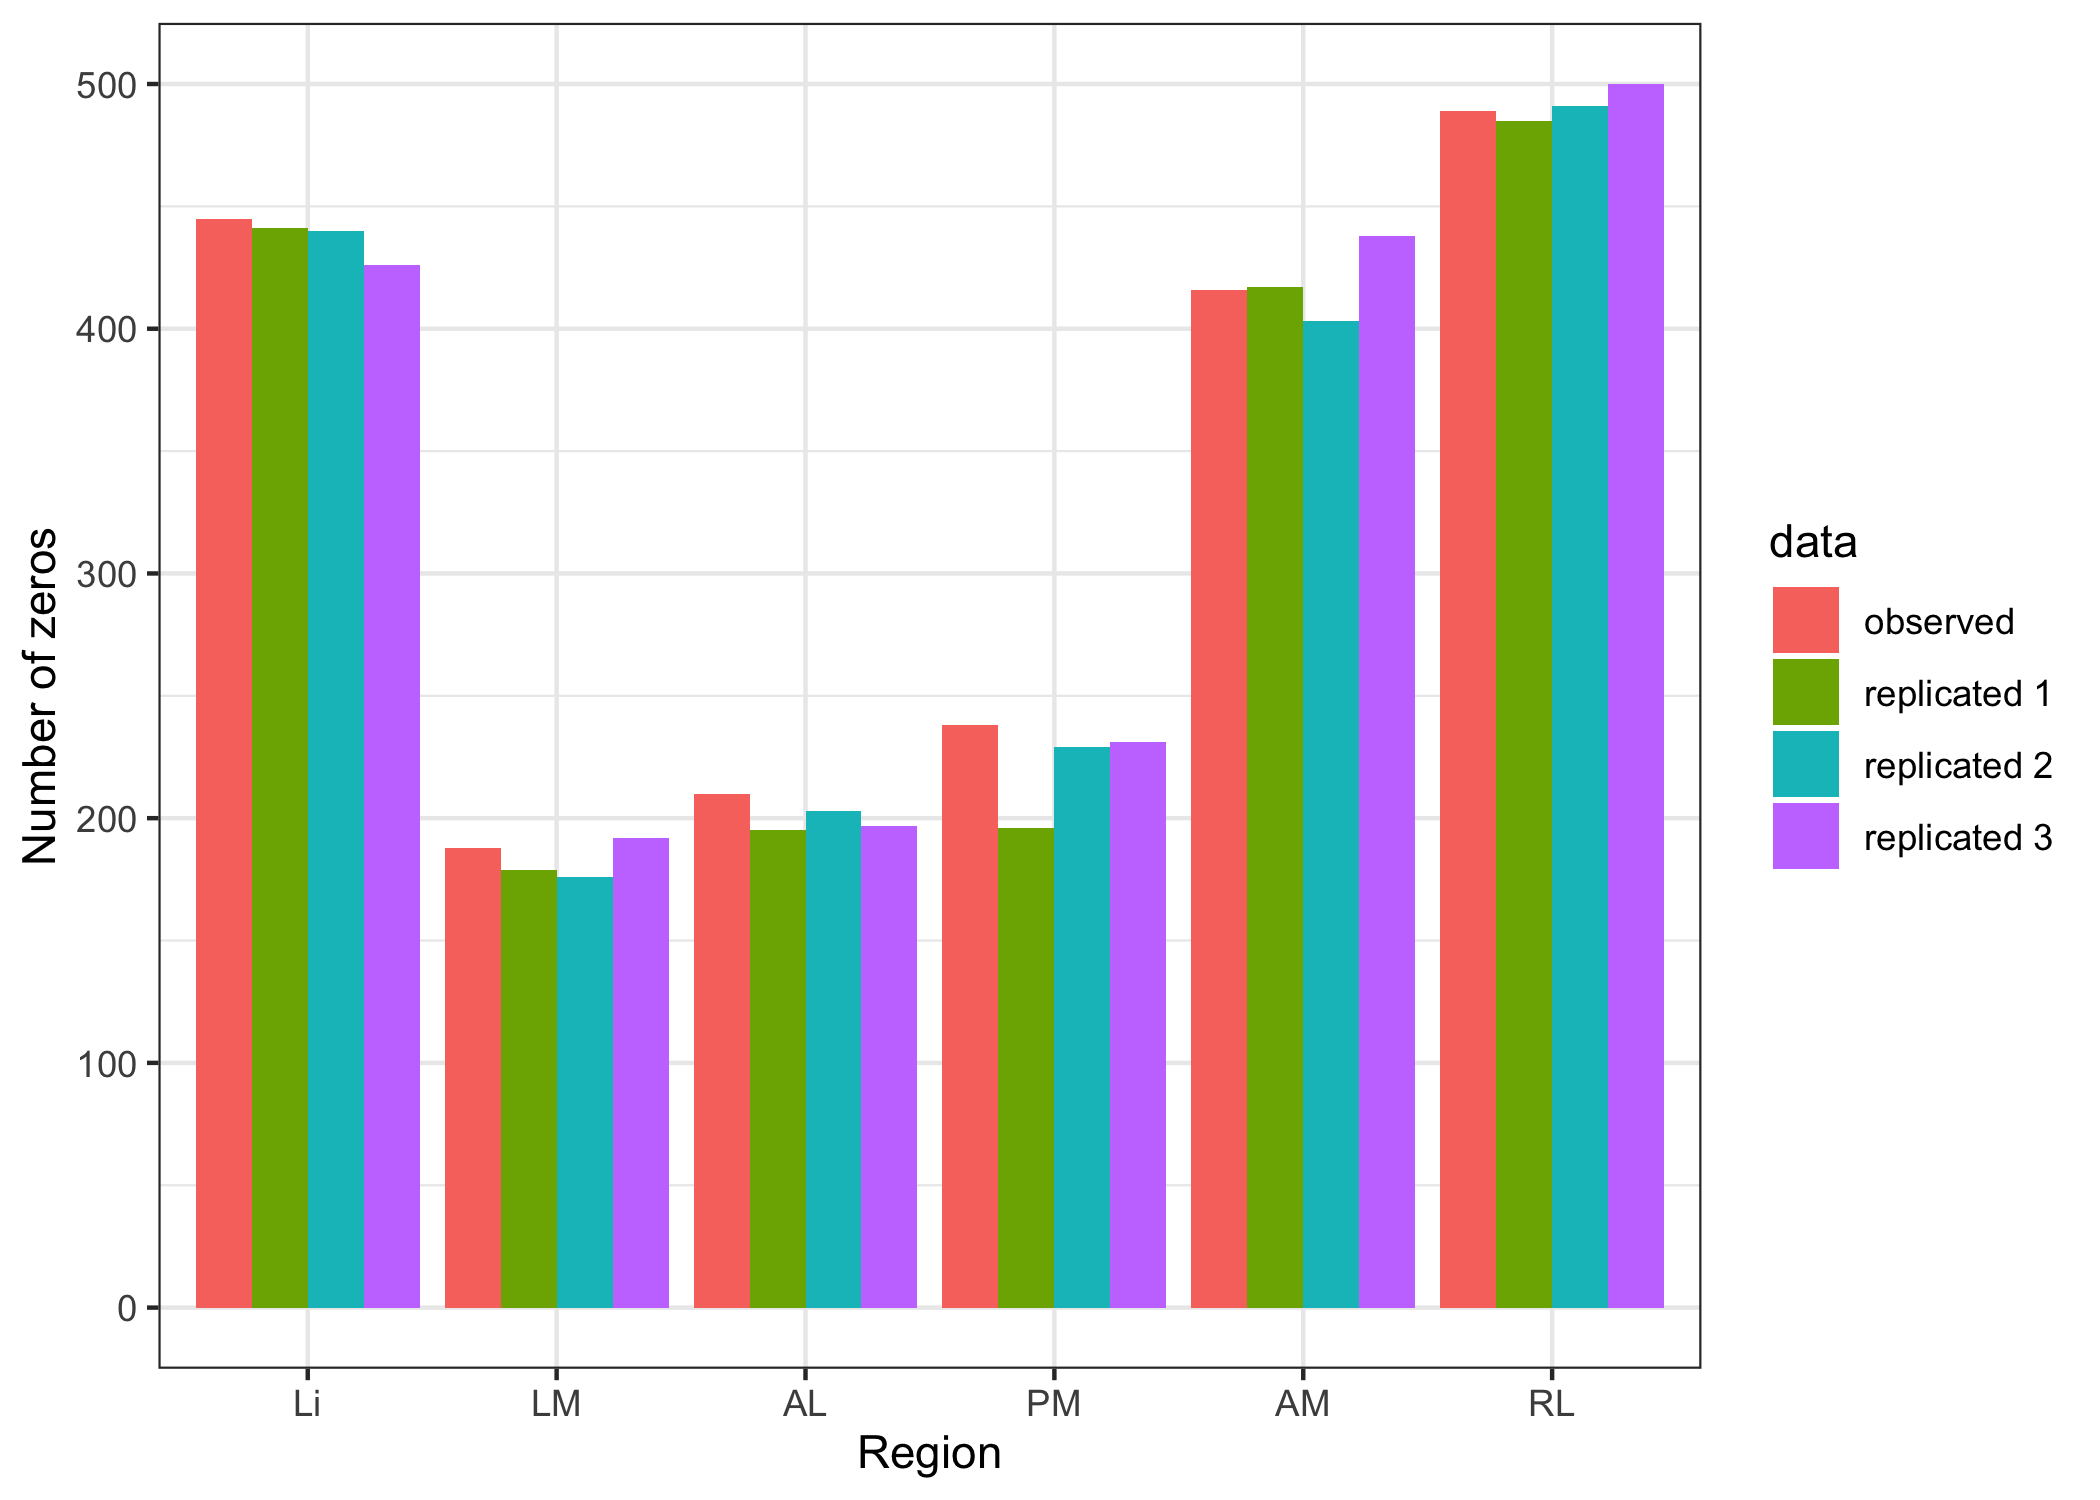 500
400
300
200
100
0
Number of zeros
Li LM AL PM AM RL
Region
data
observed
replicated 1
replicated 2
replicated 3